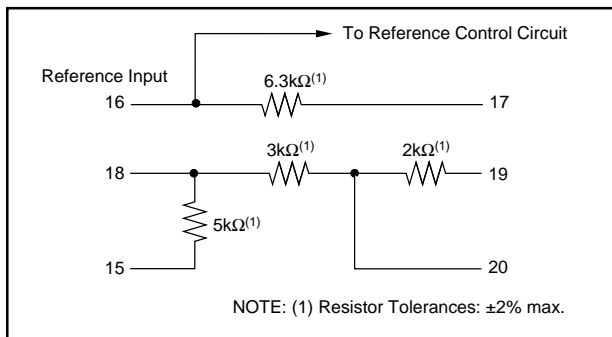 To Reference Control Circuit
Reference Input
6.3kΩ(1)
16
17
3kΩ(1)
2kΩ(1)
18
19
5kΩ(1)
15
20
NOTE: (1) Resistor Tolerances: ±2% max.